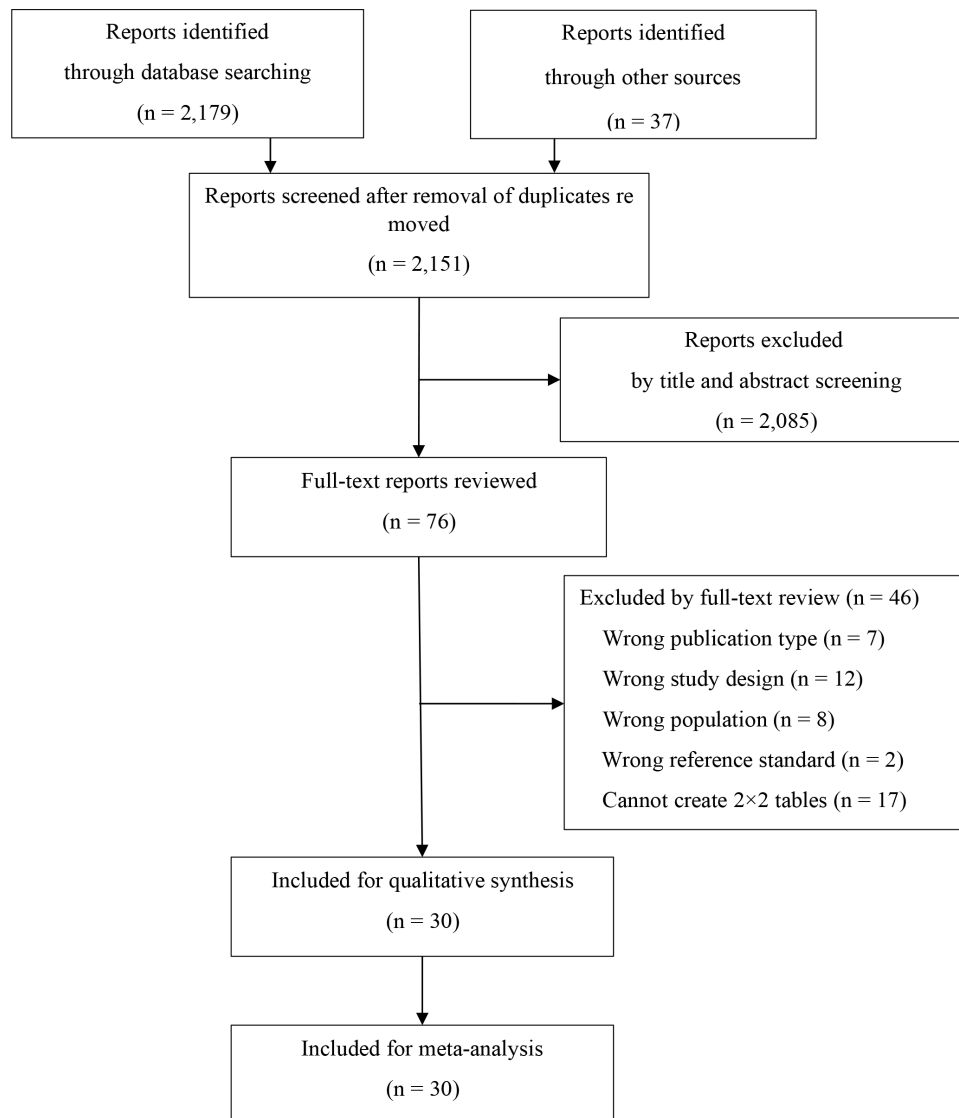 Reports identified
through database searching
(n = 2,179)
Reports identified
through other sources
(n = 37)
Reports screened after removal of duplicates re
moved
(n = 2,151)
Reports excluded
by title and abstract screening
(n = 2,085)
Full-text reports reviewed
(n = 76)
Excluded by full-text review (n = 46)
Wrong publication type (n = 7)
Wrong study design (n = 12)
Wrong population (n = 8)
Wrong reference standard (n = 2)
Cannot create 2×2 tables (n = 17)
Included for qualitative synthesis
(n = 30)
Included for meta-analysis
(n = 30)